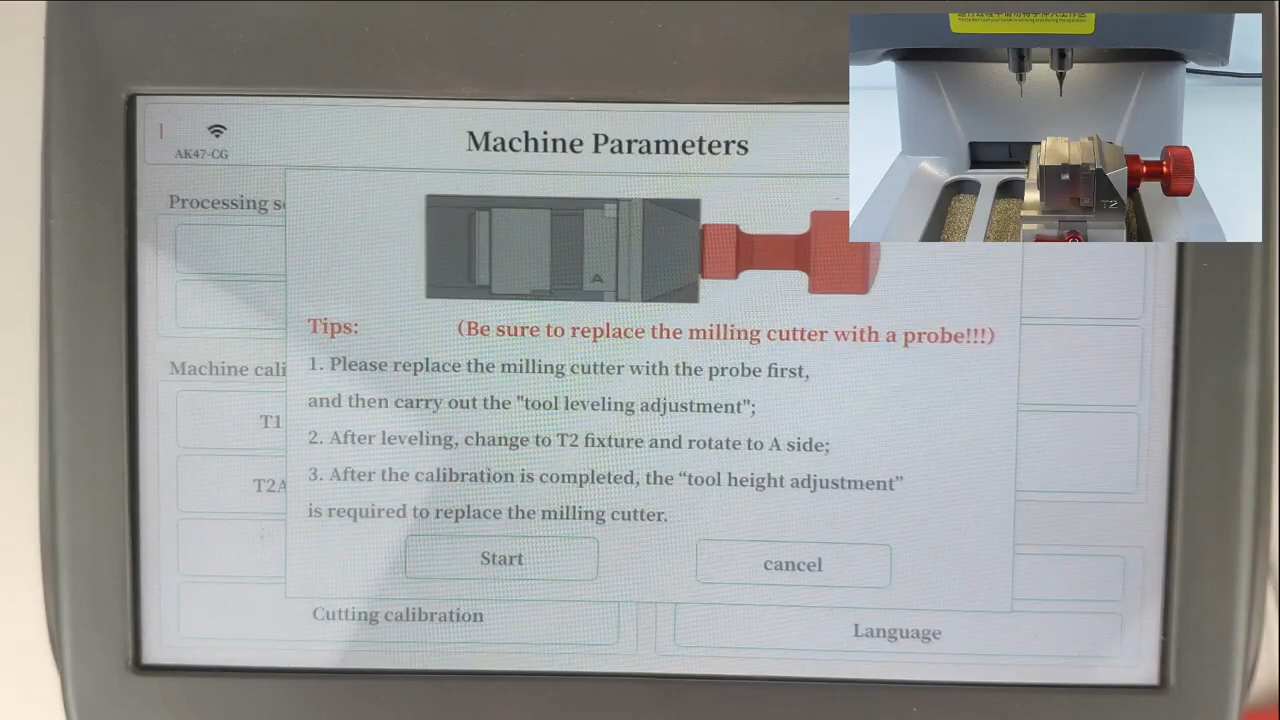 AK47-CG
Machine Parameters
Processing s
A
Tips: (Be sure to replace the milling cutter with a probe!!!)
Machine cali
1. Please replace the milling cutter with the probe first,
and then carry out the "tool leveling adjustment";
T1
2. After leveling, change to T2 fixture and rotate to A side;
3. After the calibration is completed, the “tool height adjustment”
T2A
is required to replace the milling cutter.
Start
cancel
Cutting calibration
Language
T2